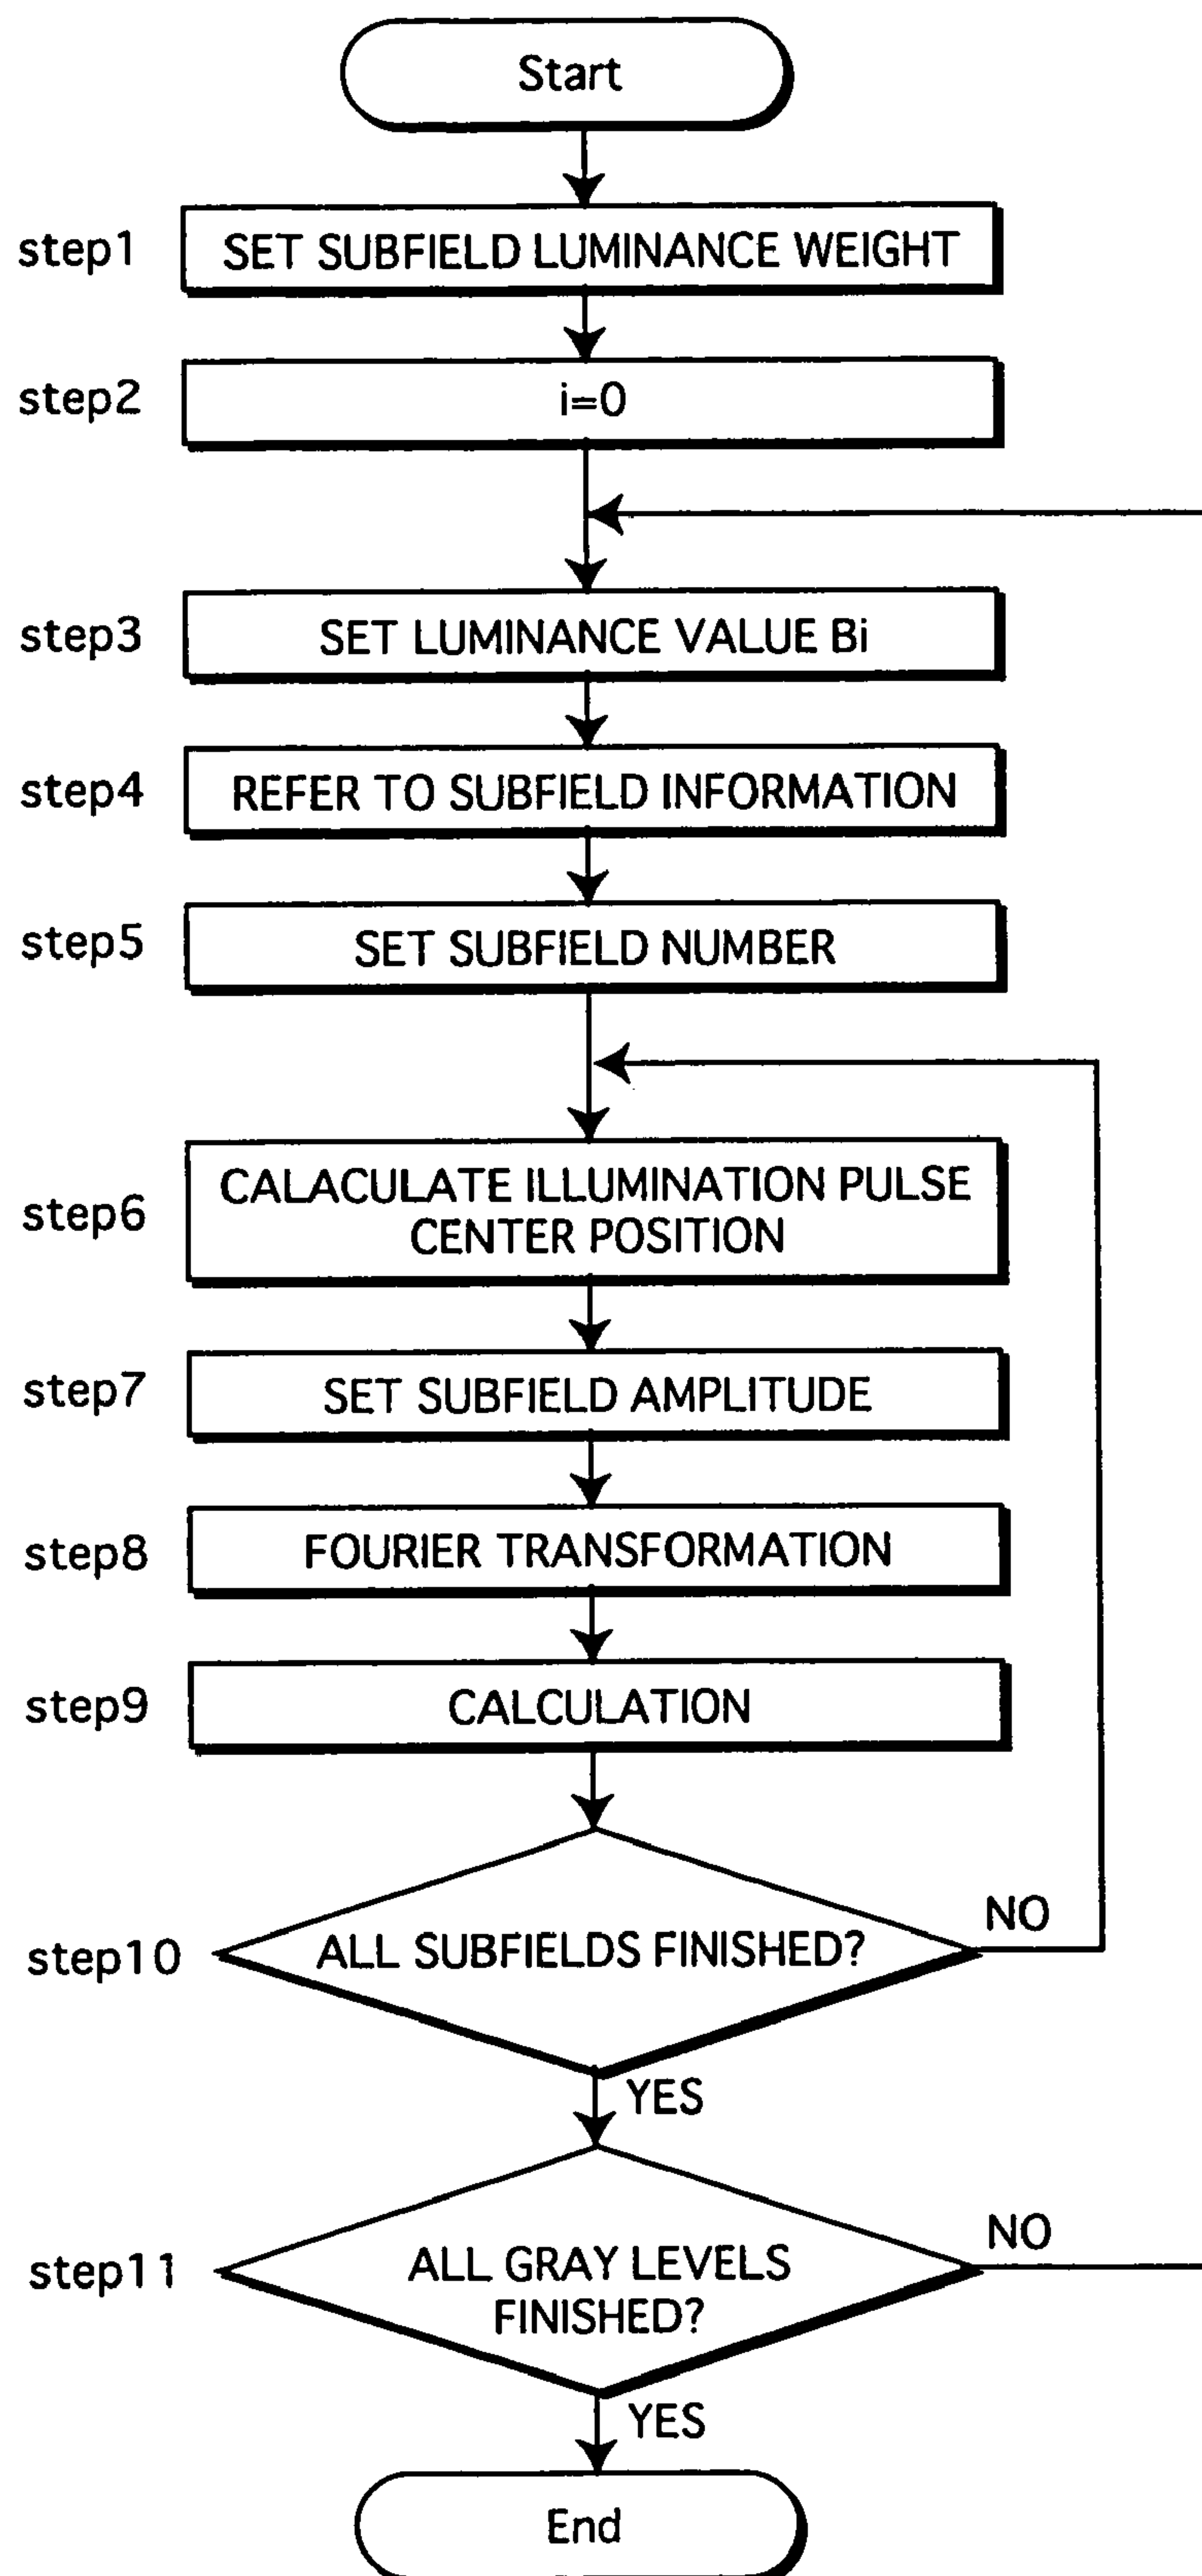 Start
step1
SET SUBFIELD LUMINANCE WEIGHT
step2
i=0
step3
SET LUMINANCE VALUE Bi
step4
REFER TO SUBFIELD INFORMATION
step5
SET SUBFIELD NUMBER
step6
CALACULATE ILLUMINATION PULSE
CENTER POSITION
step7
SET SUBFIELD AMPLITUDE
step8
FOURIER TRANSFORMATION
step9
CALCULATION
step10
ALL SUBFIELDS FINISHED?
NO
YES
step11
ALL GRAY LEVELS
FINISHED?
NO
YES
End